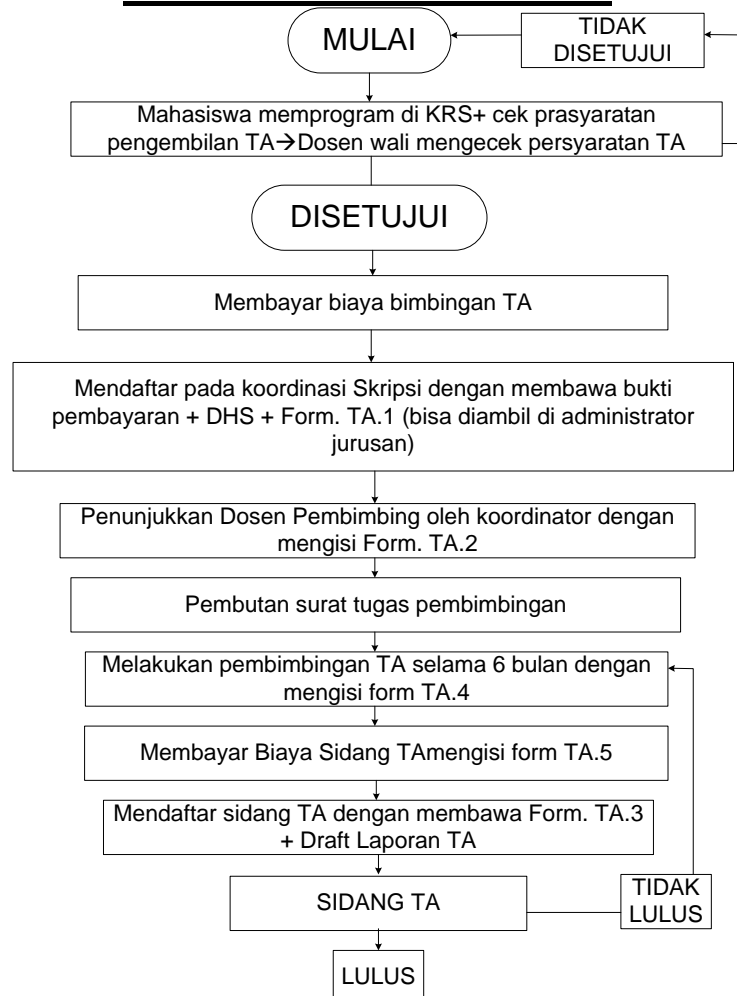 MULAI
TIDAK
DISETUJUI
Mahasiswa memprogram di KRS+ cek prasyaratan
pengembilan TA→Dosen wali mengecek persyaratan TA
DISETUJUI
Membayar biaya bimbingan TA
Mendaftar pada koordinasi Skripsi dengan membawa bukti
pembayaran + DHS + Form. TA.1 (bisa diambil di administrator
jurusan)
Penunjukkan Dosen Pembimbing oleh koordinator dengan
mengisi Form. TA.2
Pembutan surat tugas pembimbingan
Melakukan pembimbingan TA selama 6 bulan dengan
mengisi form TA.4
Membayar Biaya Sidang TAmengisi form TA.5
Mendaftar sidang TA dengan membawa Form. TA.3
+ Draft Laporan TA
SIDANG TA
TIDAK
LULUS
LULUS